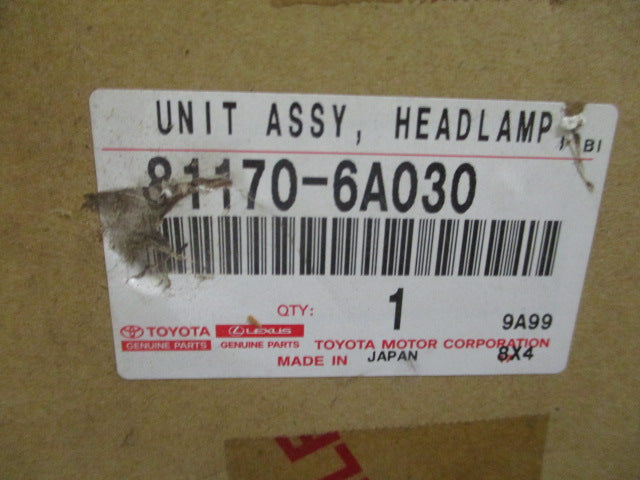 UNIT ASSY, HEADLAMP
BI
81170-6A030
QTY: 1 9A99
TOYOTA LEXUS
GENUINE PARTS GENUINE PARTS TOYOTA MOTOR CORPORATION
MADE IN JAPAN 8X4